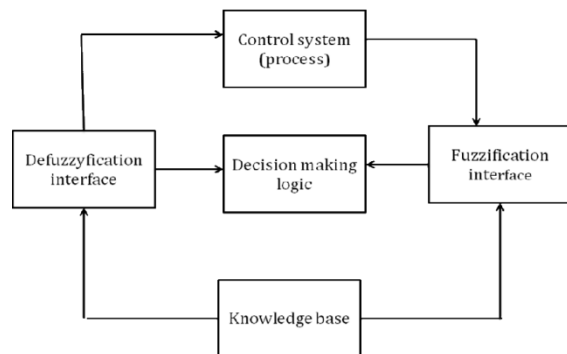 Control system
(process)
Defuzzyfication
interface
Decision making
logic
Fuzzification
interface
Knowledge base